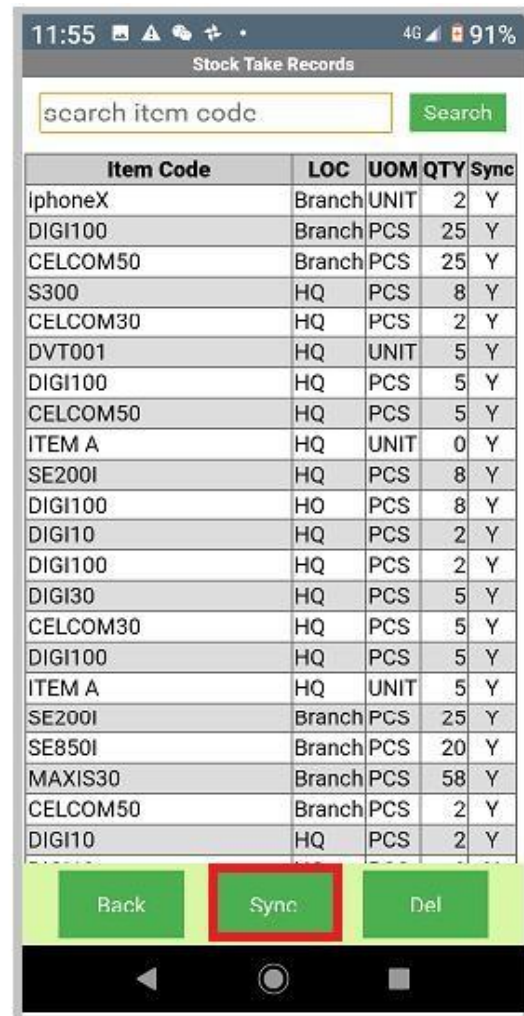 11:55 4G 91%
Stock Take Records
search item code Search
Item Code LOC UOM QTY Sync
iphoneX Branch UNIT 2 Y
DIGI100 Branch PCS 25 Y
CELCOM50 Branch PCS 25 Y
S300 HQ PCS 8 Y
CELCOM30 HQ PCS 2 Y
DVT001 HQ UNIT 5 Y
DIGI100 HQ PCS 5 Y
CELCOM50 HQ PCS 5 Y
ITEM A HQ UNIT 0 Y
SE200I HQ PCS 8 Y
DIGI100 HQ PCS 8 Y
DIGI10 HQ PCS 2 Y
DIGI100 HQ PCS 2 Y
DIGI30 HQ PCS 5 Y
CELCOM30 HQ PCS 5 Y
DIGI100 HQ PCS 5 Y
ITEM A HQ UNIT 5 Y
SE200I Branch PCS 25 Y
SE850I Branch PCS 20 Y
MAXIS30 Branch PCS 58 Y
CELCOM50 Branch PCS 2 Y
DIGI10 HQ PCS 2 Y
Back Sync Del